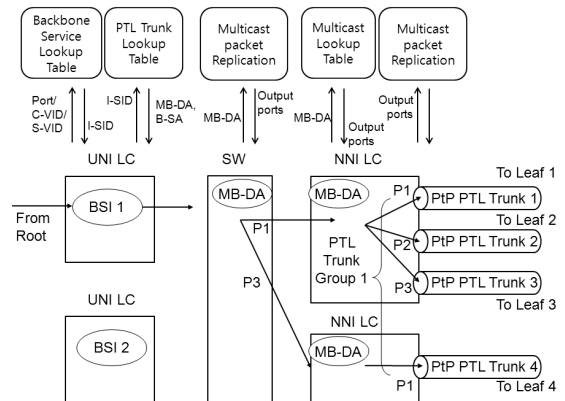 Backbone
Service
Lookup
Table
PTL Trunk
Lookup
Table
Multicast
packet
Replication
Multicast
Lookup
Table
Multicast
packet
Replication
Port/
C-VID/
S-VID
I-SID
I-SID
MB-DA,
B-SA
MB-DA
Output
ports
MB-DA
Output
ports
Output
ports
UNI LC
SW
NNI LC
To Leaf 1
From
Root
BSI 1
MB-DA
P1
P3
MB-DA
PTL
Trunk
Group 1
P1
P2
P3
PtP PTL Trunk 1
To Leaf 2
PtP PTL Trunk 2
PtP PTL Trunk 3
To Leaf 3
UNI LC
BSI 2
NNI LC
MB-DA
P1
PtP PTL Trunk 4
To Leaf 4